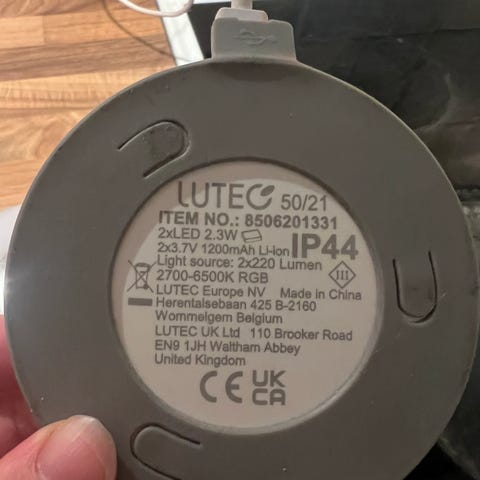 LUTEC 50/21
ITEM NO.: 8506201331
2xLED 2.3W
2x3.7V 1200mAh Li-ion IP44
Light source: 2x220 Lumen
2700-6500K RGB III
LUTEC Europe NV Made in China
Herentalsebaan 425 B-2160
Wommelgem Belgium
LUTEC UK Ltd 110 Brooker Road
EN9 1JH Waltham Abbey
United Kingdom
CE UK
CA